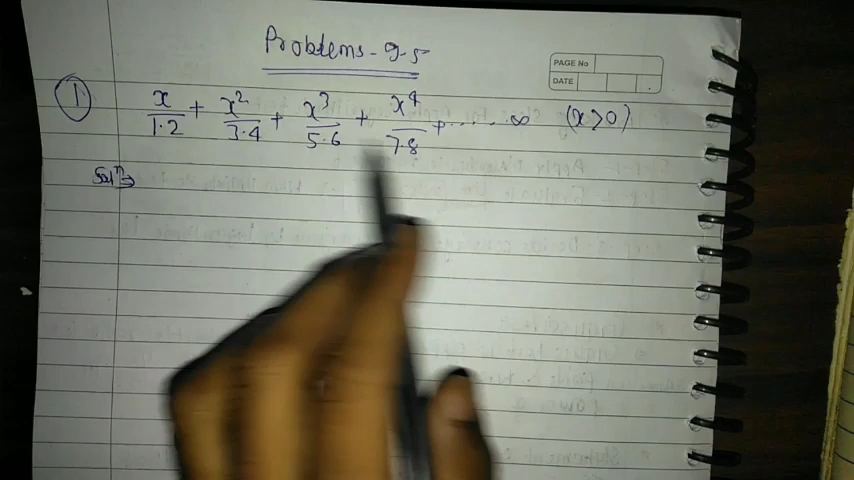 Problems-9.5
PAGE No
DATE
1 x/1.2 + x²/3.4 + x³/5.6 + x⁴/7.8 + ..... ∞ (x>0)
Solⁿ⇒